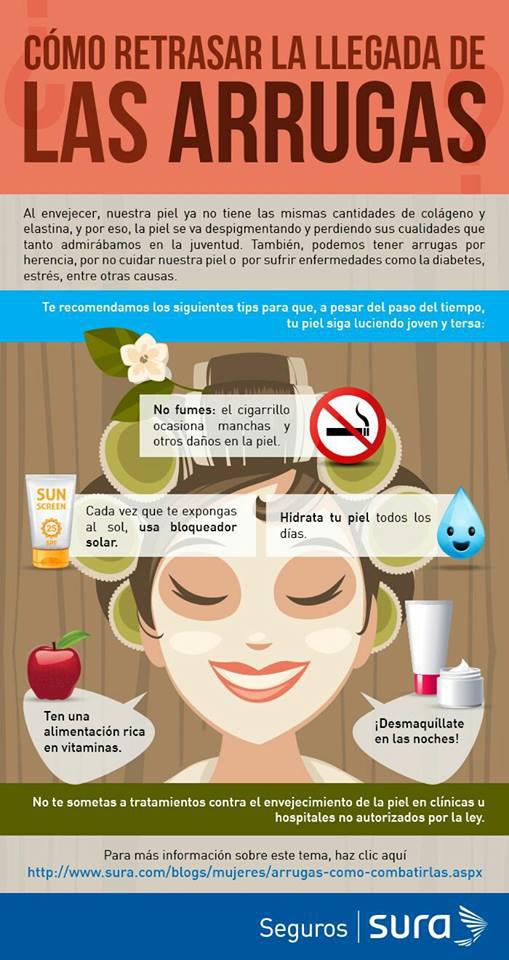 CÓMO RETRASAR LA LLEGADA DE
LAS ARRUGAS
Al envejecer, nuestra piel ya no tiene las mismas cantidades de colágeno y
elastina, y por eso, la piel se va despigmentando y perdiendo sus cualidades que
tanto admirábamos en la juventud. También, podemos tener arrugas por
herencia, por no cuidar nuestra piel o por sufrir enfermedades como la diabetes,
estrés, entre otras causas.
Te recomendamos los siguientes tips para que, a pesar del paso del tiempo,
tu piel siga luciendo joven y tersa:
No fumes: el cigarrillo
ocasiona manchas y
otros daños en la piel.
SUN
SCREEN
25
SPF
Cada vez que te expongas
al sol, usa bloqueador
solar.
Hidrata tu piel todos los
días.
Ten una
alimentación rica
en vitaminas.
¡Desmaquíllate
en las noches!
No te sometas a tratamientos contra el envejecimiento de la piel en clínicas u
hospitales no autorizados por la ley.
Para más información sobre este tema, haz clic aquí
http://www.sura.com/blogs/mujeres/arrugas-como-combatirlas.aspx
Seguros | sura